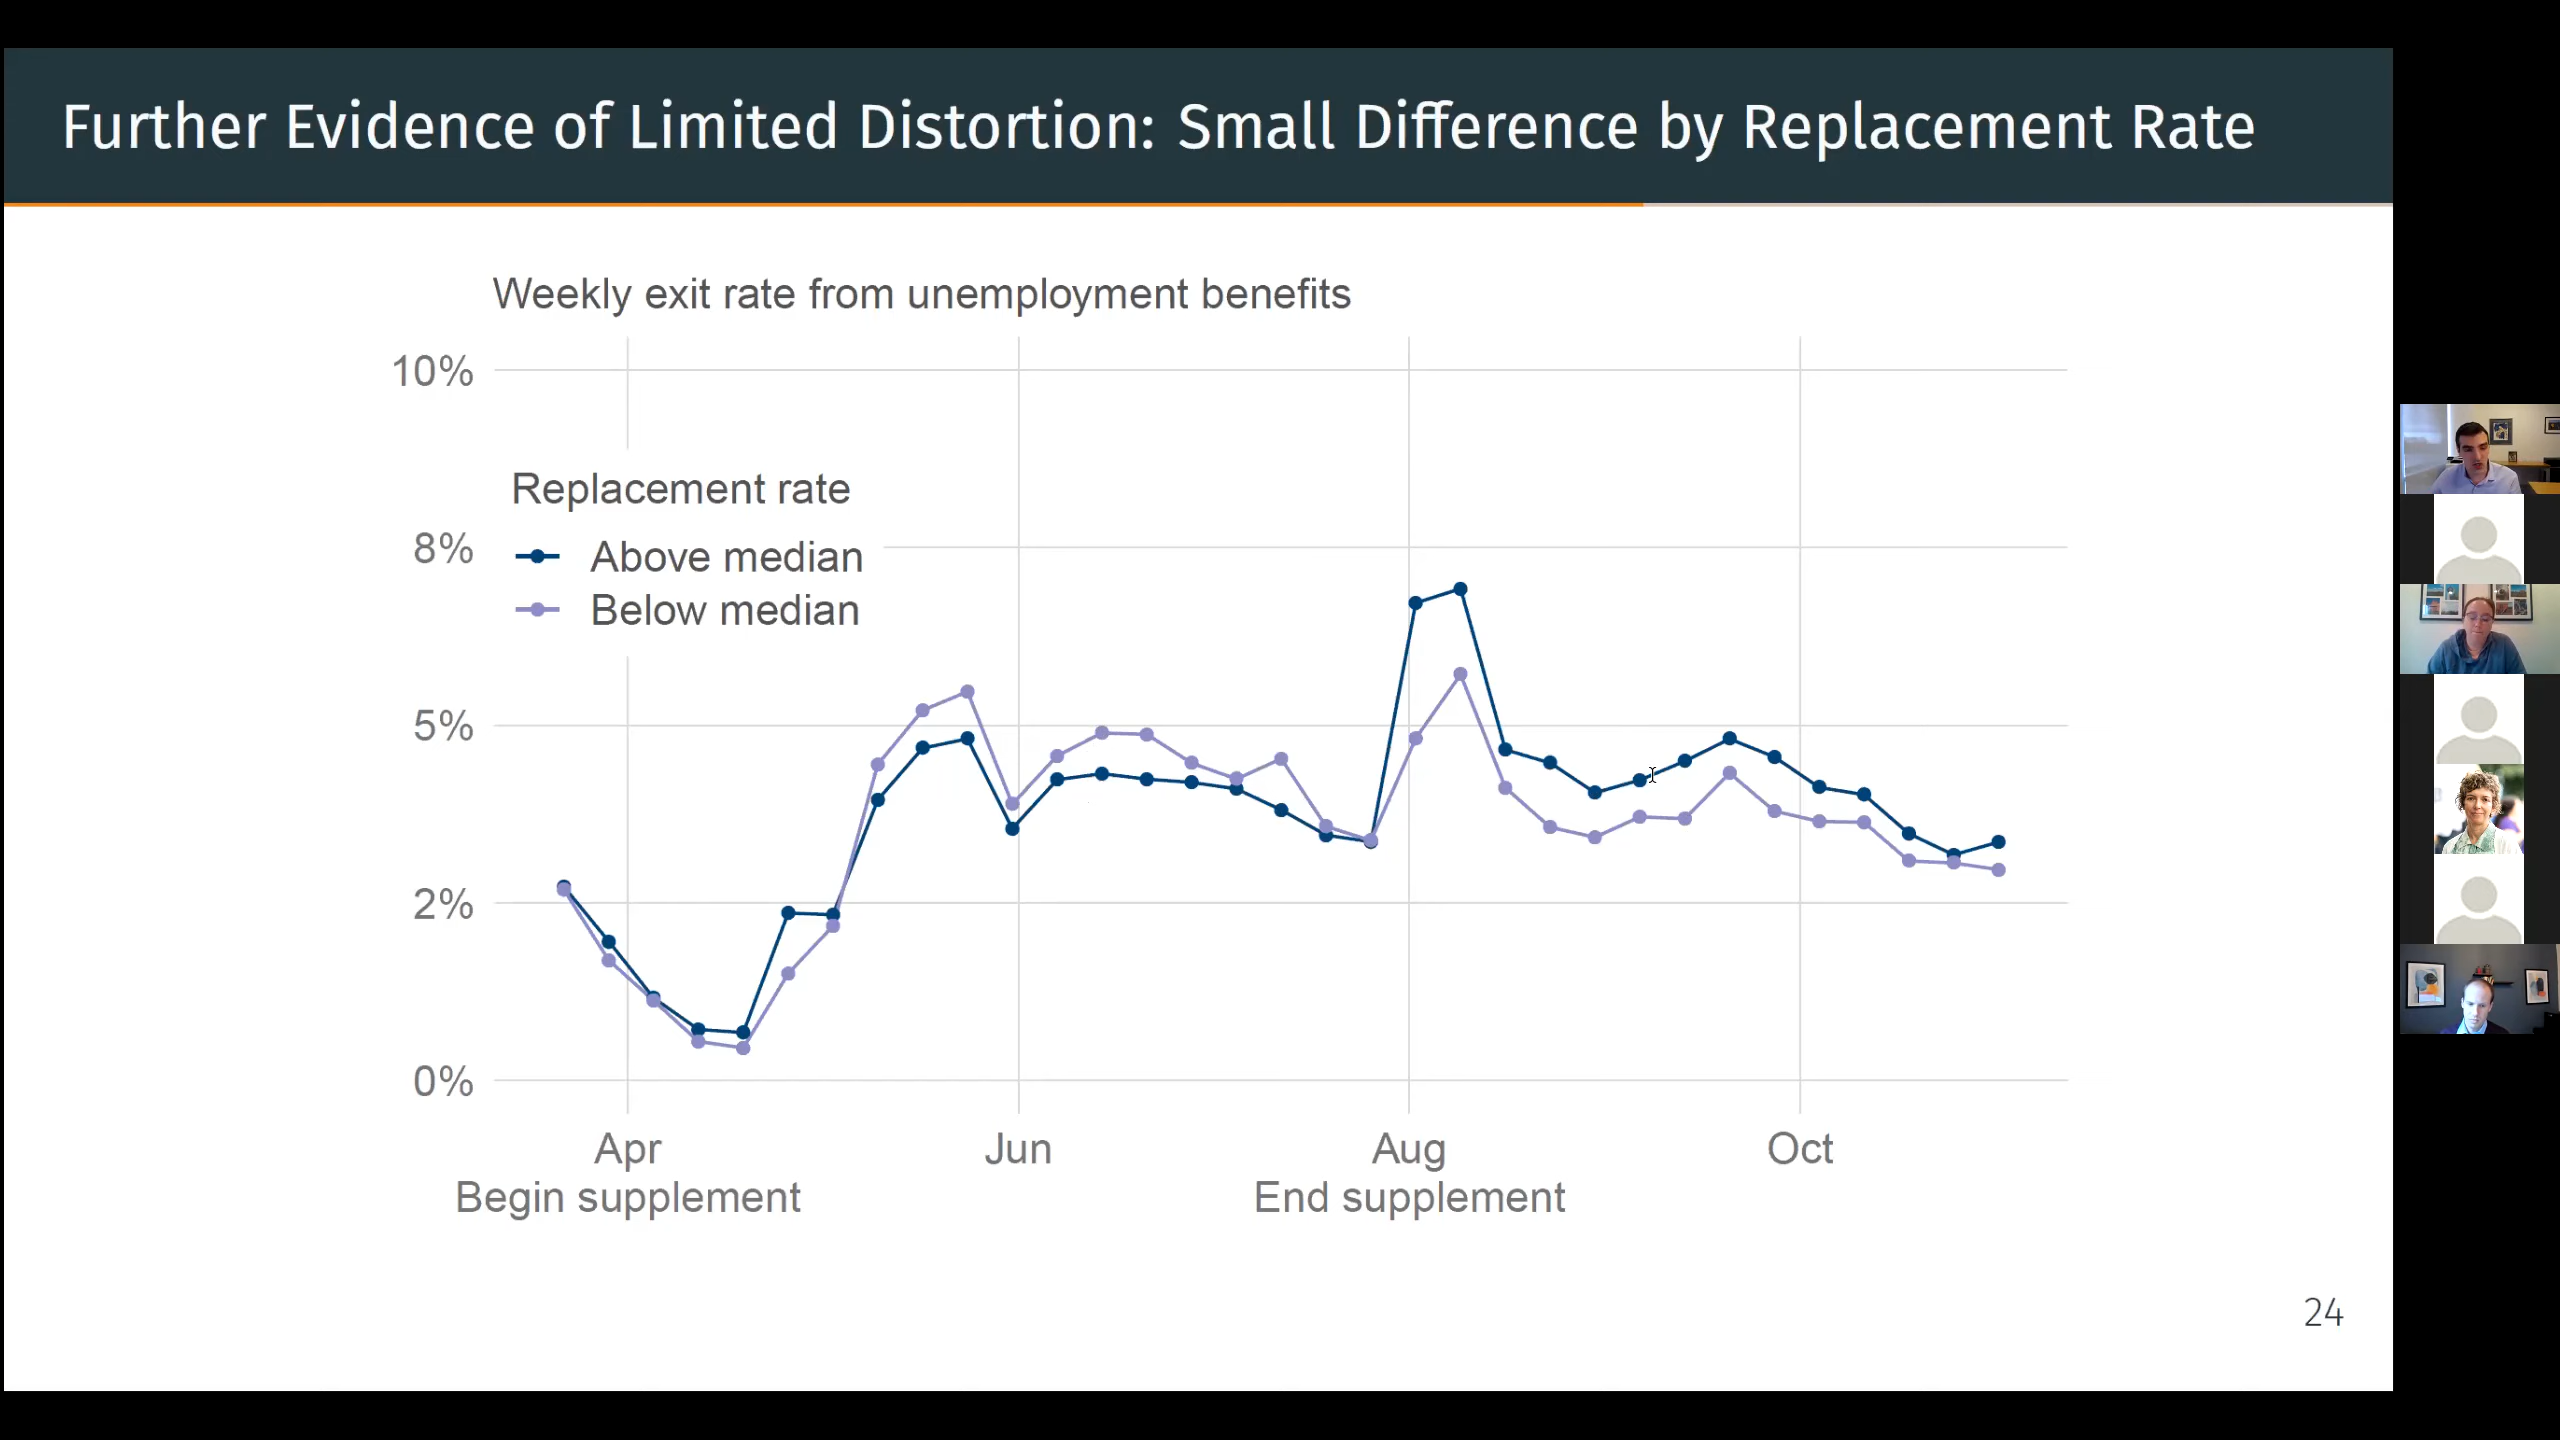 Further Evidence of Limited Distortion: Small Difference by Replacement Rate
Weekly exit rate from unemployment benefits
10%
Replacement rate
8%
Above median
Below median
5%
2%
0%
Apr
Jun
Aug
Oct
Begin supplement
End supplement
24